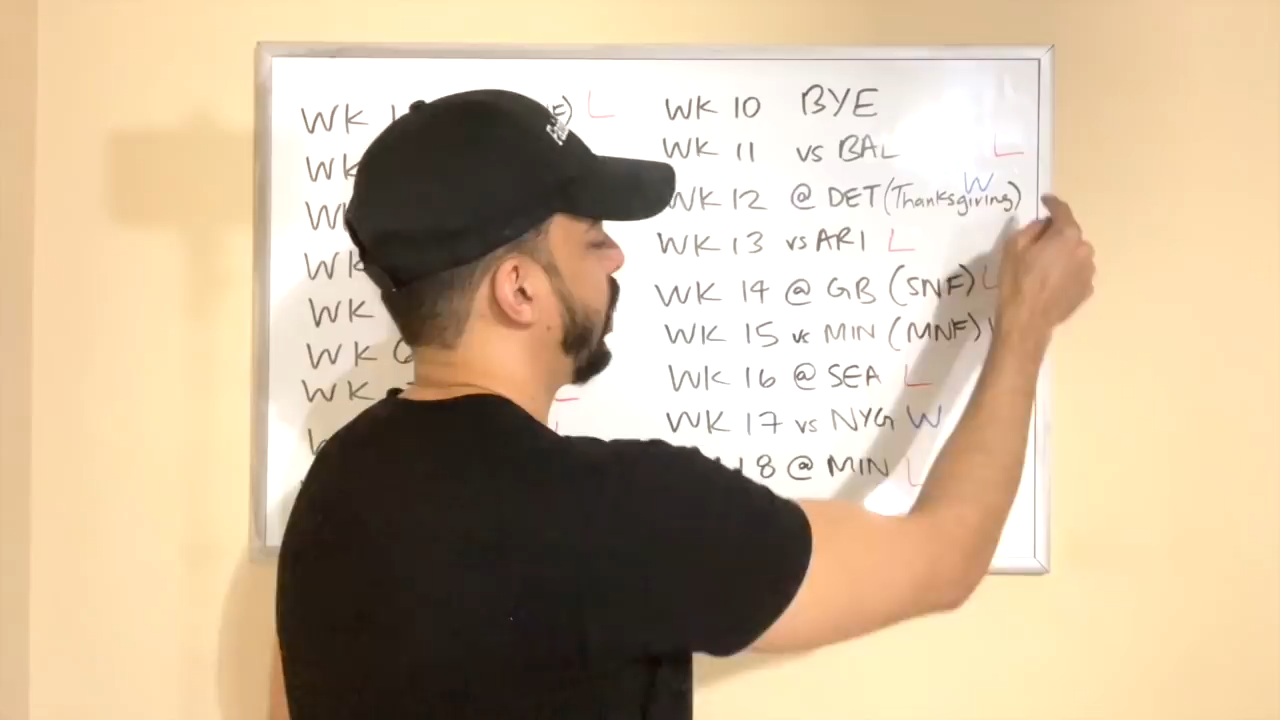 WK 1 F) L
WK
WK
WK
WK
WK
WK
L
WK 10 BYE
WK 11 vs BAL L
WK 12 @ DET (Thanksgiving) W
WK 13 vs ARI L
WK 14 @ GB (SNF) L
WK 15 vs MIN (MNF)
WK 16 @ SEA L
WK 17 vs NYG W
18 @ MIN L